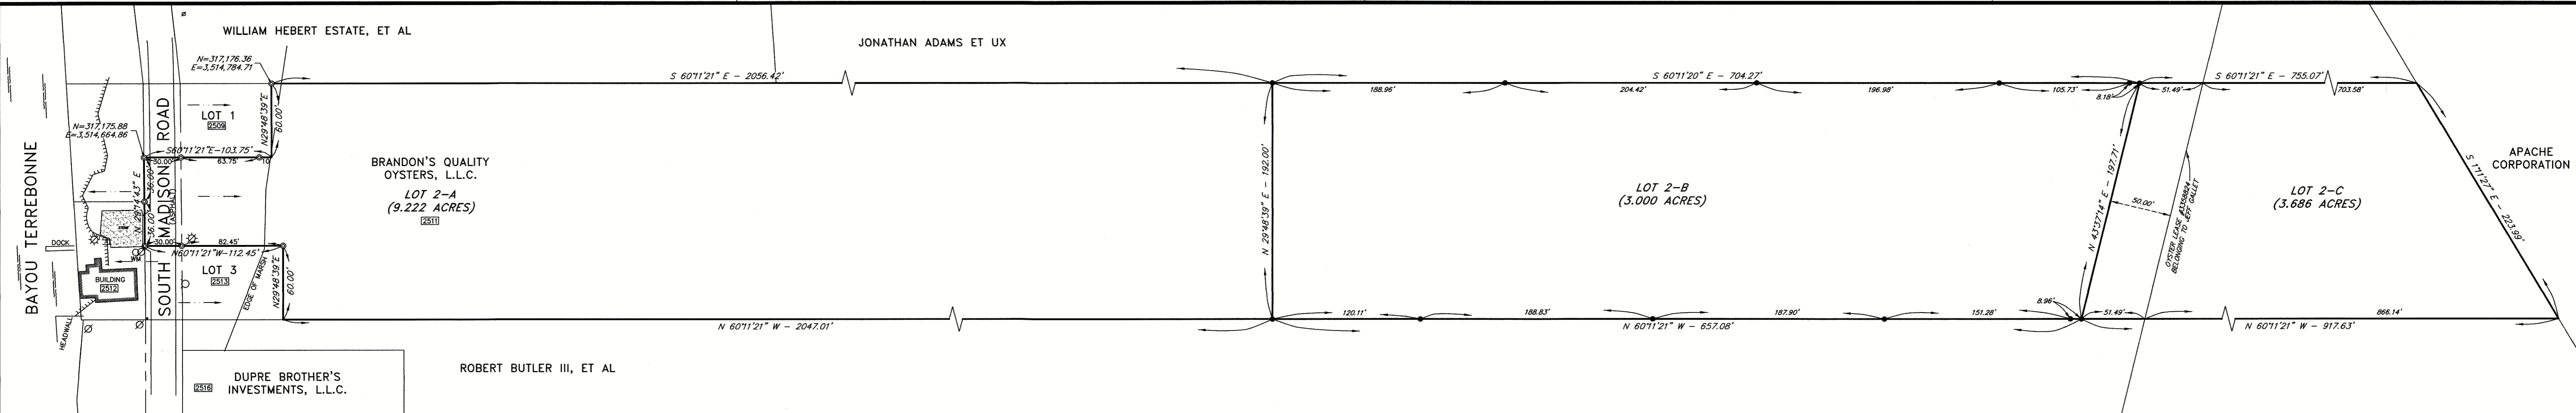 WILLIAM HEBERT ESTATE, ET AL
JONATHAN ADAMS ET UX
N=317,176.36
E=3,514,784.71
S 60°11'21" E - 2056.42'
S 60°11'20" E - 704.27'
S 60°11'21" E - 755.07'
188.96'
204.42'
196.98'
105.73'
8.18'
51.49'
703.58'
LOT 1
2509
N29°48'39"E
60.00'
N=317,175.88
E=3,514,664.86
S60°11'21"E-103.75'
30.00'
63.75'
10'
BAYOU TERREBONNE
SOUTH MADISON ROAD
(ASPHALT)
N 29°14'43" E
36.00'
36.00'
BRANDON'S QUALITY
OYSTERS, L.L.C.
LOT 2-A
(9.222 ACRES)
2511
N 29°48'39" E - 192.00'
LOT 2-B
(3.000 ACRES)
N 43°37'14" E - 197.71'
50.00'
OYSTER LEASE #3358824
BELONGING TO JEFF GALLET
LOT 2-C
(3.686 ACRES)
S 1°11'27" E - 223.99'
APACHE
CORPORATION
DOCK
30.00'
82.45'
N60°11'21"W-112.45'
WM
LOT 3
2513
EDGE OF MARSH
N29°48'39"E
60.00'
BUILDING
2512
HEADWALL
120.11'
188.83'
187.90'
151.28'
8.96'
51.49'
866.14'
N 60°11'21" W - 2047.01'
N 60°11'21" W - 657.08'
N 60°11'21" W - 917.63'
ROBERT BUTLER III, ET AL
DUPRE BROTHER'S
INVESTMENTS, L.L.C.
2516